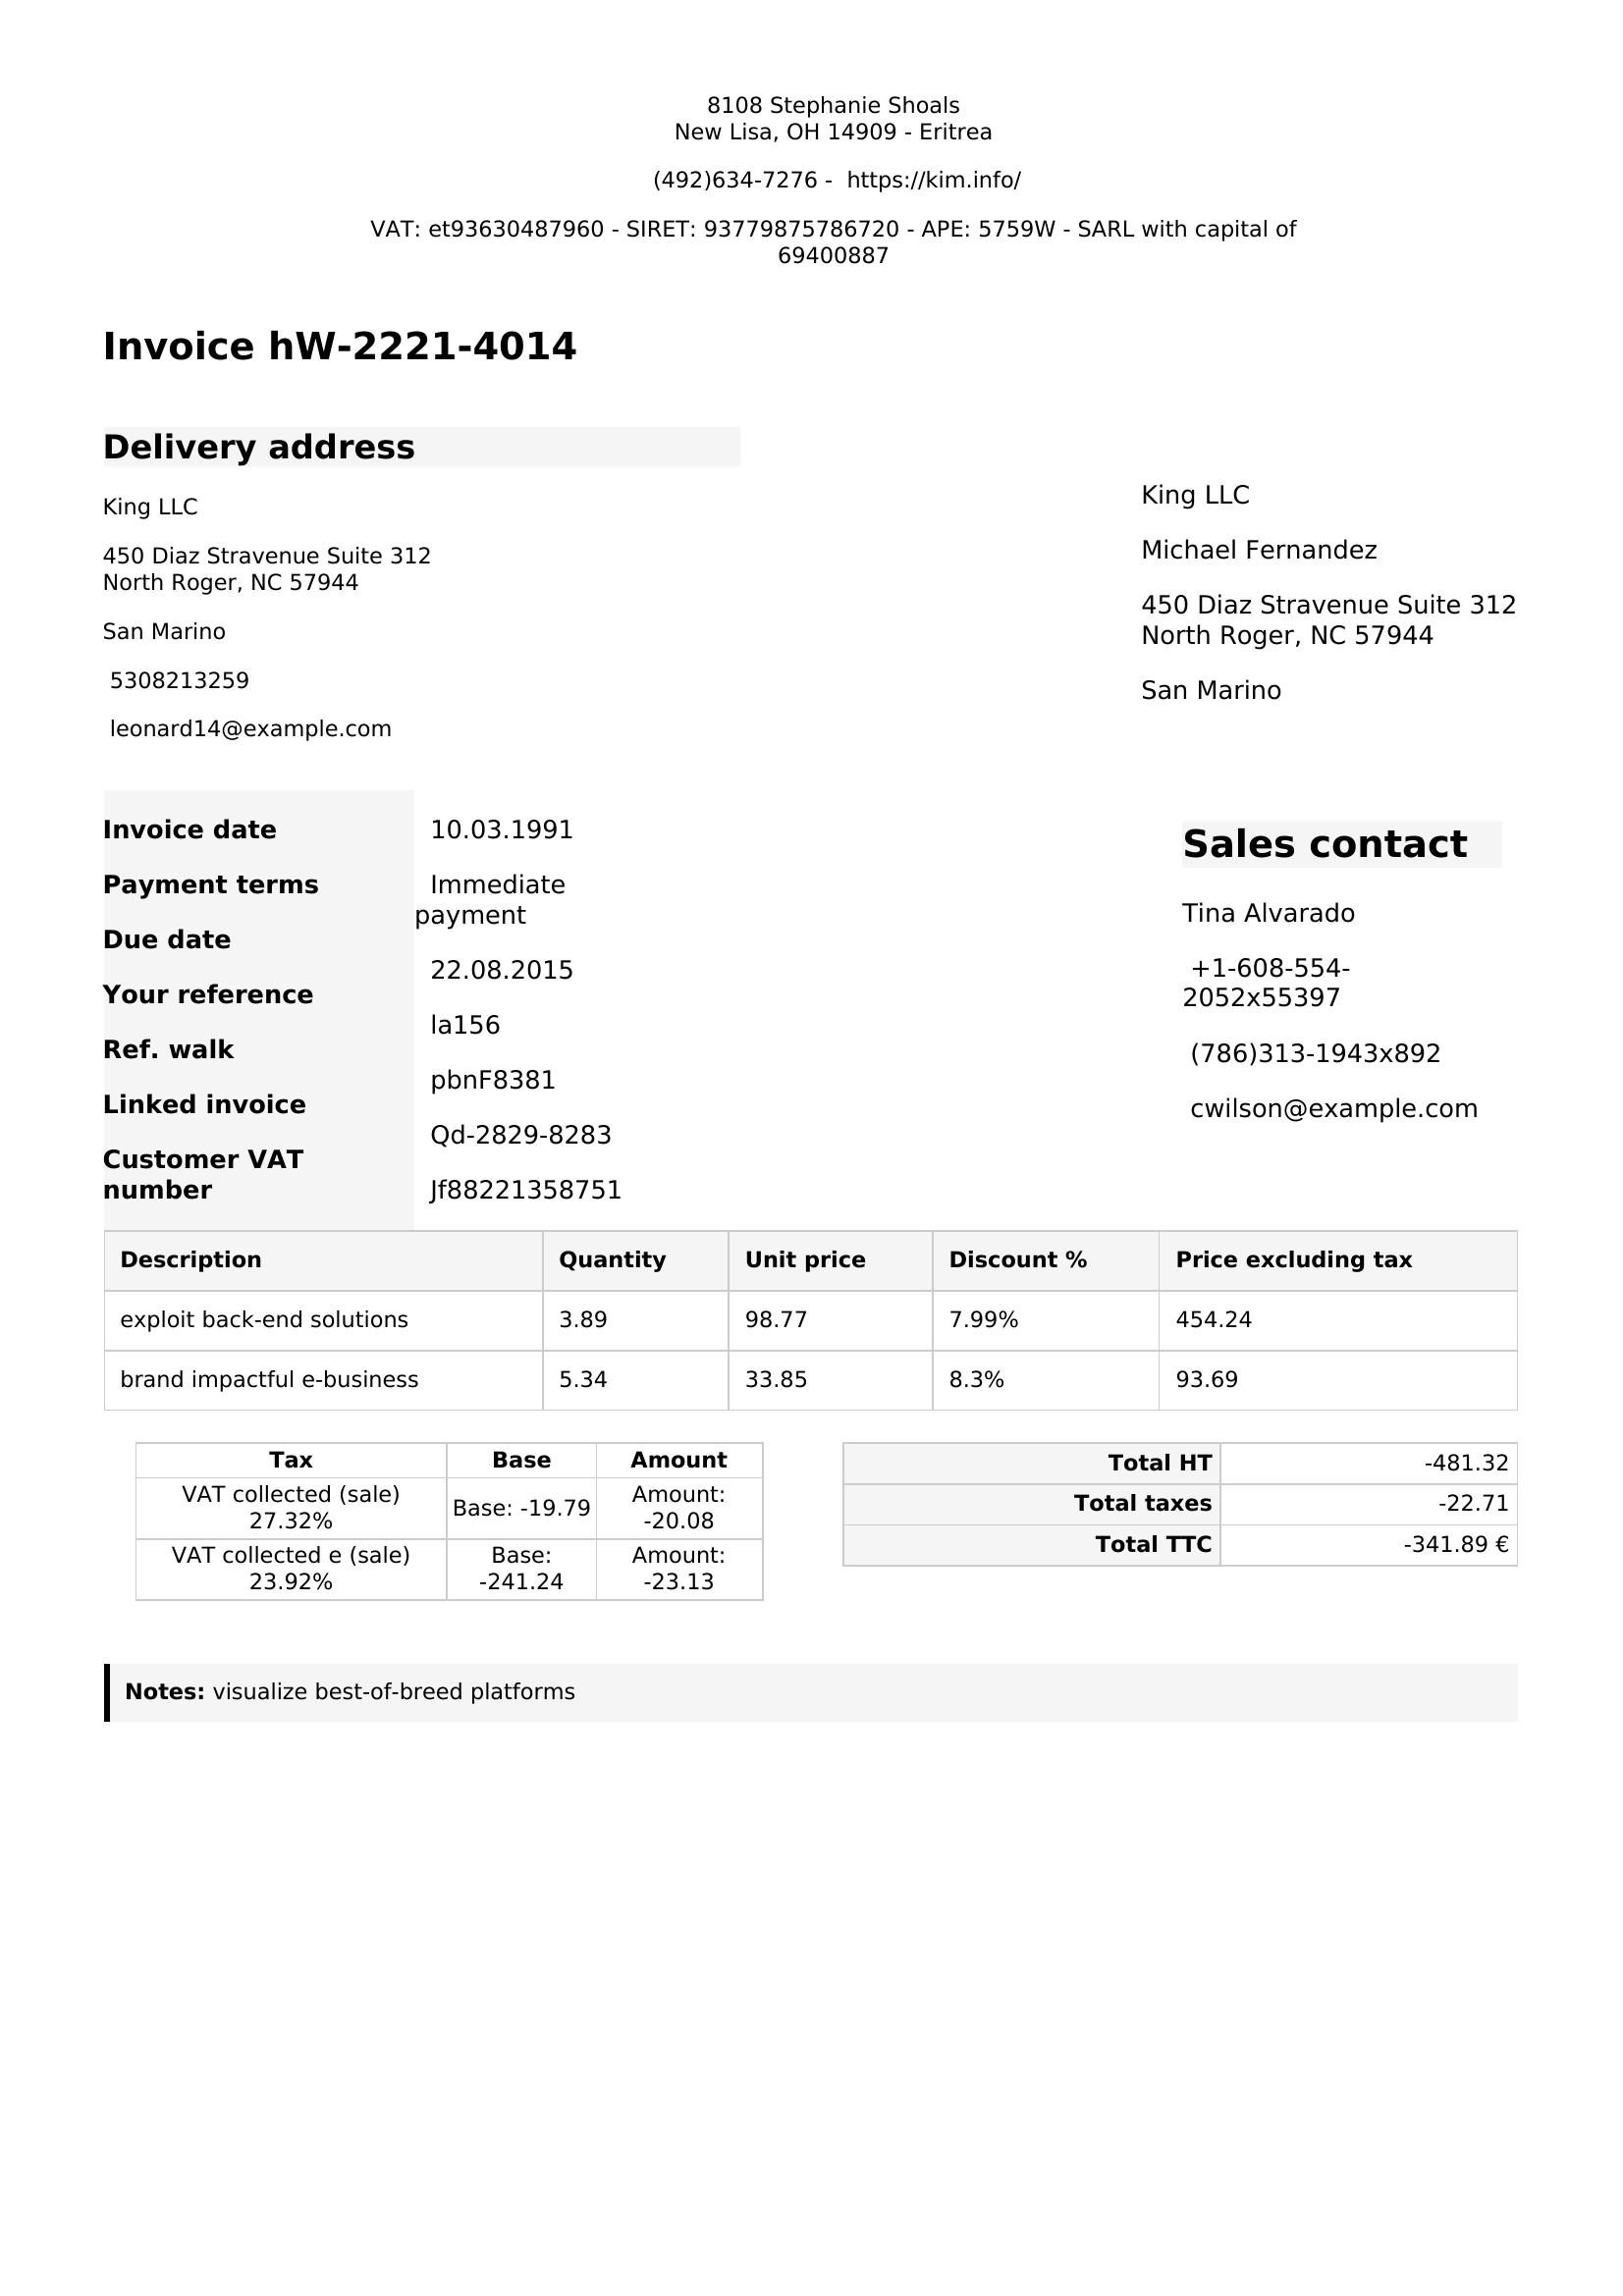 8108 Stephanie Shoals
New Lisa, OH 14909 - Eritrea
(492)634-7276 - https://kim.info/
VAT: et93630487960 - SIRET: 93779875786720 - APE: 5759W - SARL with capital of
69400887
Invoice hW-2221-4014
Delivery address
King LLC
450 Diaz Stravenue Suite 312
North Roger, NC 57944
San Marino
5308213259
leonard14@example.com
King LLC
Michael Fernandez
450 Diaz Stravenue Suite 312
North Roger, NC 57944
San Marino
Invoice date
Payment terms
Due date
Your reference
Ref. walk
Linked invoice
Customer VAT
number
10.03.1991
Immediate
payment
22.08.2015
la156
pbnF8381
Qd-2829-8283
Jf88221358751
Sales contact
Tina Alvarado
+1-608-554-
2052x55397
(786)313-1943x892
cwilson@example.com
Description Quantity Unit price Discount % Price excluding tax
exploit back-end solutions 3.89 98.77 7.99% 454.24
brand impactful e-business 5.34 33.85 8.3% 93.69
Tax Base Amount
VAT collected (sale)
27.32%
Base: -19.79
Amount:
-20.08
VAT collected e (sale)
23.92%
Base:
-241.24
Amount:
-23.13
Total HT -481.32
Total taxes -22.71
Total TTC -341.89 €
Notes: visualize best-of-breed platforms